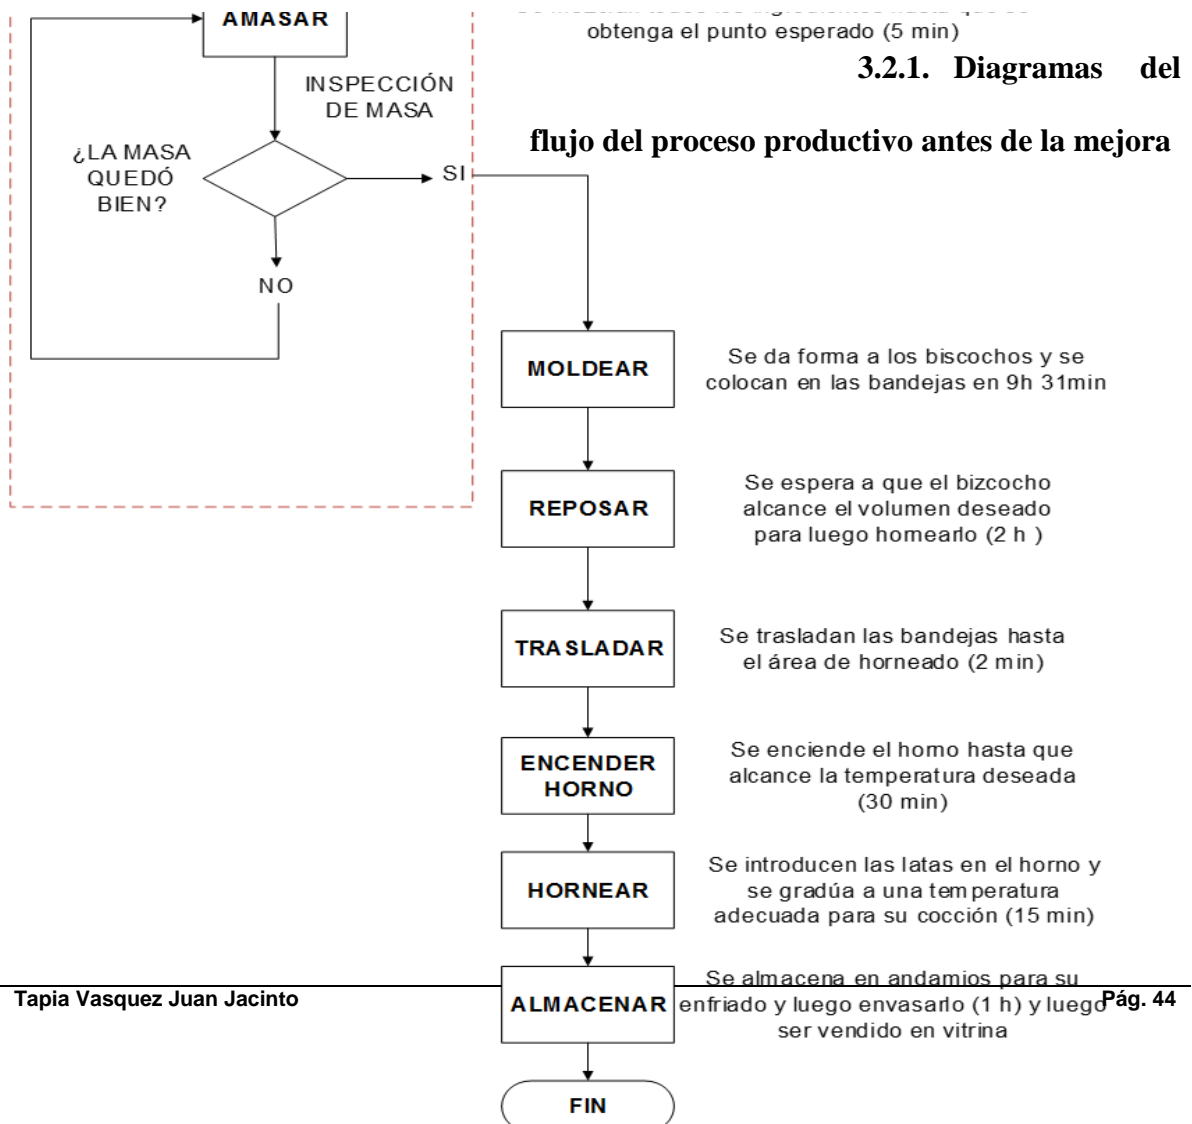 AMASAR
obtenga el punto esperado (5 min)
3.2.1. Diagramas del
flujo del proceso productivo antes de la mejora
INSPECCIÓN
DE MASA
¿LA MASA
QUEDÓ
BIEN?
SI
NO
MOLDEAR
Se da forma a los biscochos y se
colocan en las bandejas en 9h 31min
REPOSAR
Se espera a que el bizcocho
alcance el volumen deseado
para luego hornearlo (2 h )
TRASLADAR
Se trasladan las bandejas hasta
el área de horneado (2 min)
ENCENDER
HORNO
Se enciende el horno hasta que
alcance la temperatura deseada
(30 min)
HORNEAR
Se introducen las latas en el horno y
se gradúa a una temperatura
adecuada para su cocción (15 min)
ALMACENAR
Se almacena en andamios para su
enfriado y luego envasarlo (1 h) y luego
ser vendido en vitrina
Tapia Vasquez Juan Jacinto
Pág. 44
FIN